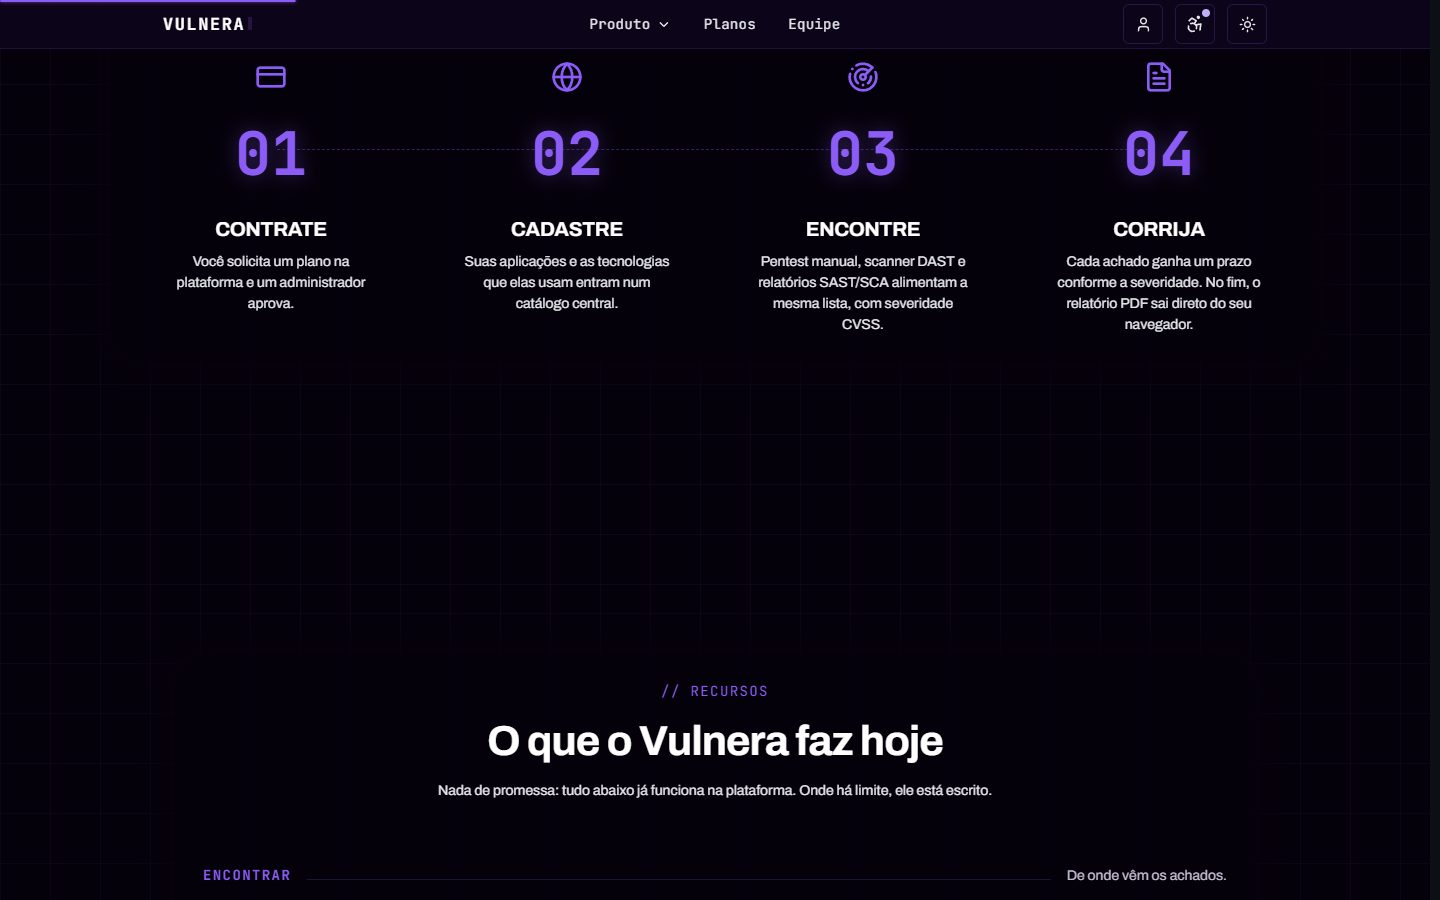 VULNERA
Produto
Planos
Equipe
01
02
03
04
CONTRATE
Você solicita um plano na
plataforma e um administrador
aprova.
CADASTRE
Suas aplicações e as tecnologias
que elas usam entram num
catálogo central.
ENCONTRE
Pentest manual, scanner DAST e
relatórios SAST/SCA alimentam a
mesma lista, com severidade
CVSS.
CORRIJA
Cada achado ganha um prazo
conforme a severidade. No fim, o
relatório PDF sai direto do seu
navegador.
// RECURSOS
O que o Vulnera faz hoje
Nada de promessa: tudo abaixo já funciona na plataforma. Onde há limite, ele está escrito.
ENCONTRAR
De onde vêm os achados.